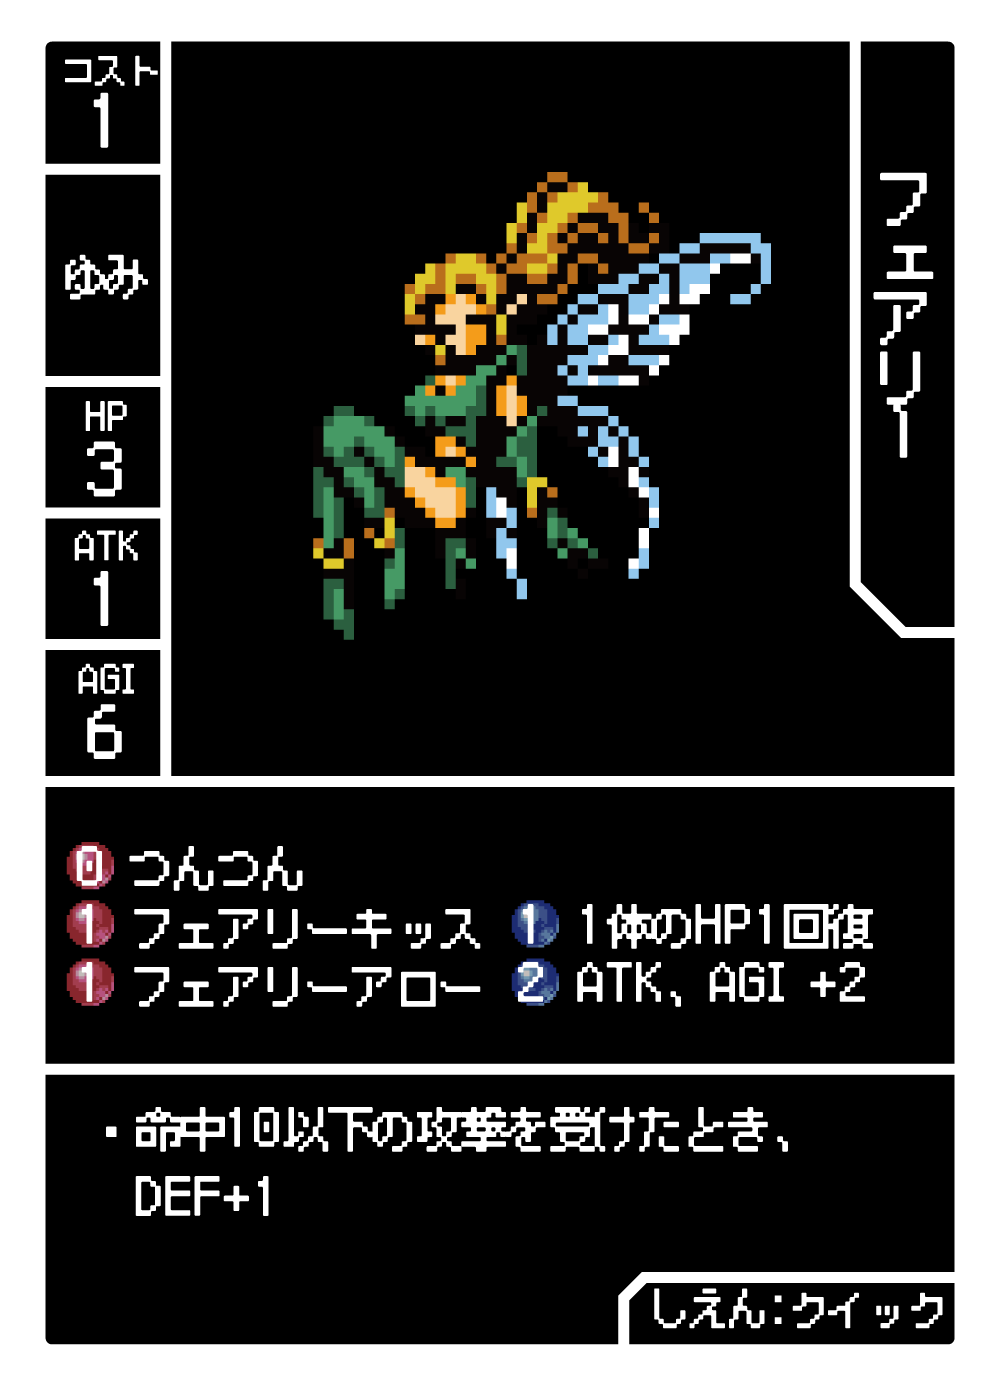 コスト
1
ゆみ
HP
3
ATK
1
AGI
6
フェアリー
0 つんつん
1 フェアリーキッス 1 1体のHP1回復
1 フェアリーアロー 2 ATK、AGI +2
・命中10以下の攻撃を受けたとき、
DEF+1
しえん:クイック